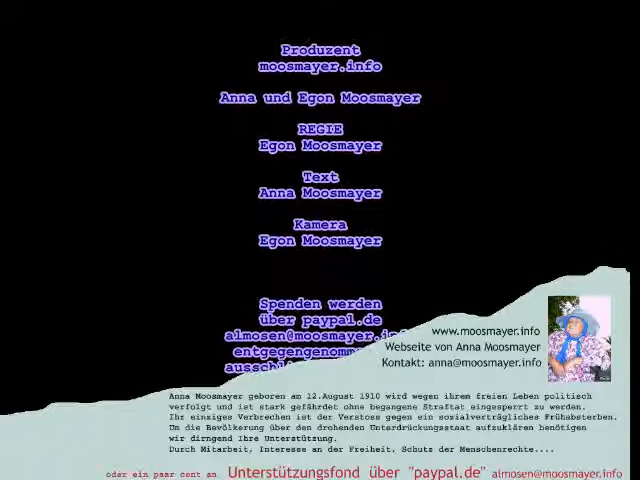 Produzent
moosmayer.info
Anna und Egon Moosmayer
REGIE
Egon Moosmayer
Text
Anna Moosmayer
Kamera
Egon Moosmayer
Spenden werden
über paypal.de
almosen@moosmayer.inf
entgegengenomm
aussch
www.moosmayer.info
Webseite von Anna Moosmayer
Kontakt: anna@moosmayer.info
Anna Moosmayer geboren am 12.August 1910 wird wegen ihrem freien Leben politisch
verfolgt und ist stark gefährdet ohne begangene Straftat eingesperrt zu werden.
Ihr einziges Verbrechen ist der Verstoss gegen ein sozialverträgliches Frühabsterben.
Um die Bevölkerung über den drohenden Unterdrückungsstaat aufzuklären benötigen
wir dirngend Ihre Unterstützung.
Durch Mitarbeit, Interesse an der Freiheit, Schutz der Menschenrechte....
oder ein paar cent an Unterstützungsfond über "paypal.de" almosen@moosmayer.info